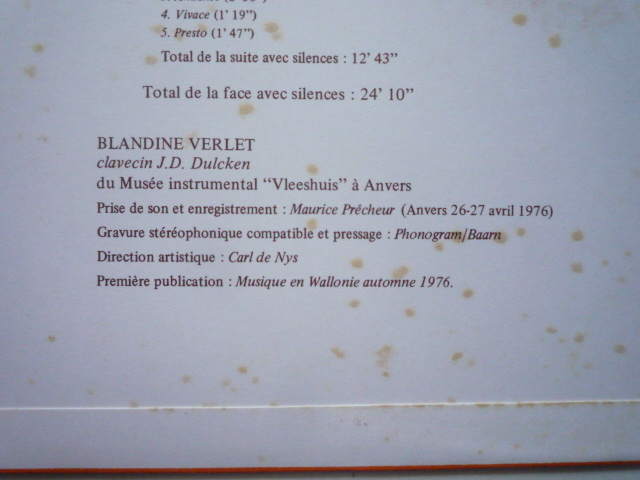 4. Vivace (1' 19")
5. Presto (1' 47")
Total de la suite avec silences : 12' 43"
Total de la face avec silences : 24' 10"
BLANDINE VERLET
clavecin J.D. Dulcken
du Musée instrumental "Vleeshuis" à Anvers
Prise de son et enregistrement : Maurice Prêcheur (Anvers 26-27 avril 1976)
Gravure stéréophonique compatible et pressage : Phonogram/Baarn
Direction artistique : Carl de Nys
Première publication : Musique en Wallonie automne 1976.